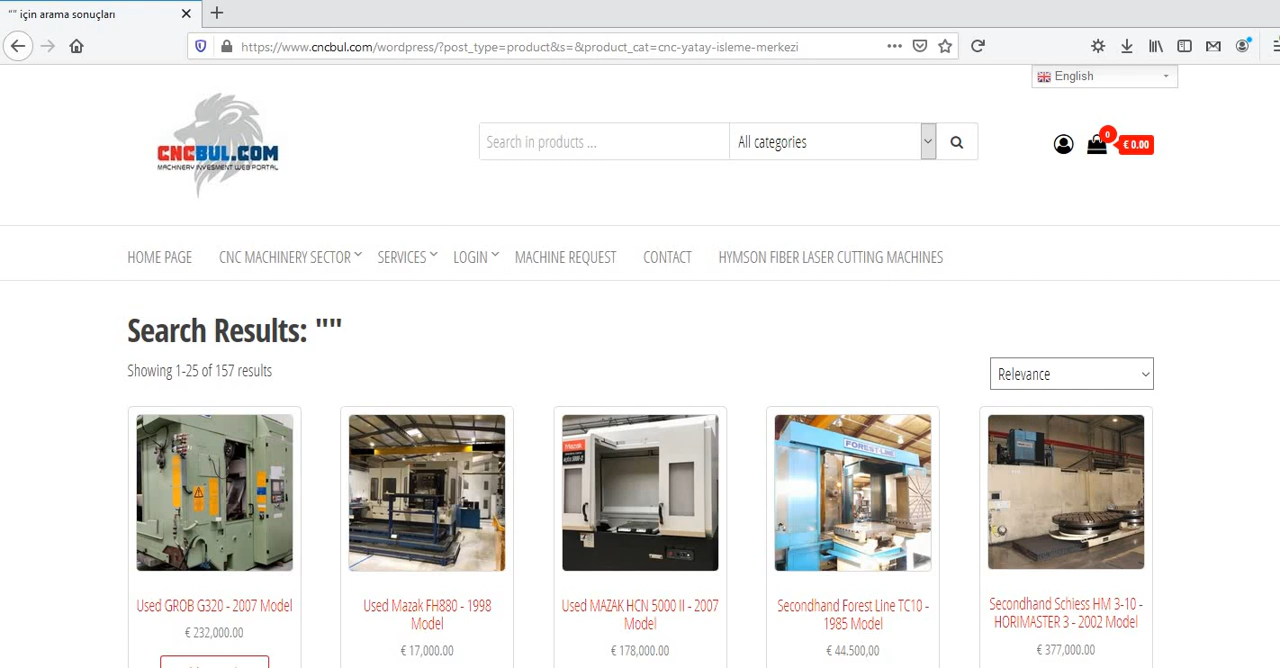 "" için arama sonuçları
https://www.cncbul.com/wordpress/?post_type=product&s=&product_cat=cnc-yatay-isleme-merkezi
English
CNCBUL.COM
MACHINERY INVESMENT WEB PORTAL
Search in products ...
All categories
0
€ 0.00
HOME PAGE
CNC MACHINERY SECTOR
SERVICES
LOGIN
MACHINE REQUEST
CONTACT
HYMSON FIBER LASER CUTTING MACHINES
Search Results: ""
Showing 1-25 of 157 results
Relevance
FOREST-LINE
Used GROB G320 - 2007 Model
€ 232,000.00
Used Mazak FH880 - 1998
Model
€ 17,000.00
Used MAZAK HCN 5000 II - 2007
Model
€ 178,000.00
Secondhand Forest Line TC10 -
1985 Model
€ 44.500,00
Secondhand Schiess HM 3-10 -
HORIMASTER 3 - 2002 Model
€ 377,000.00